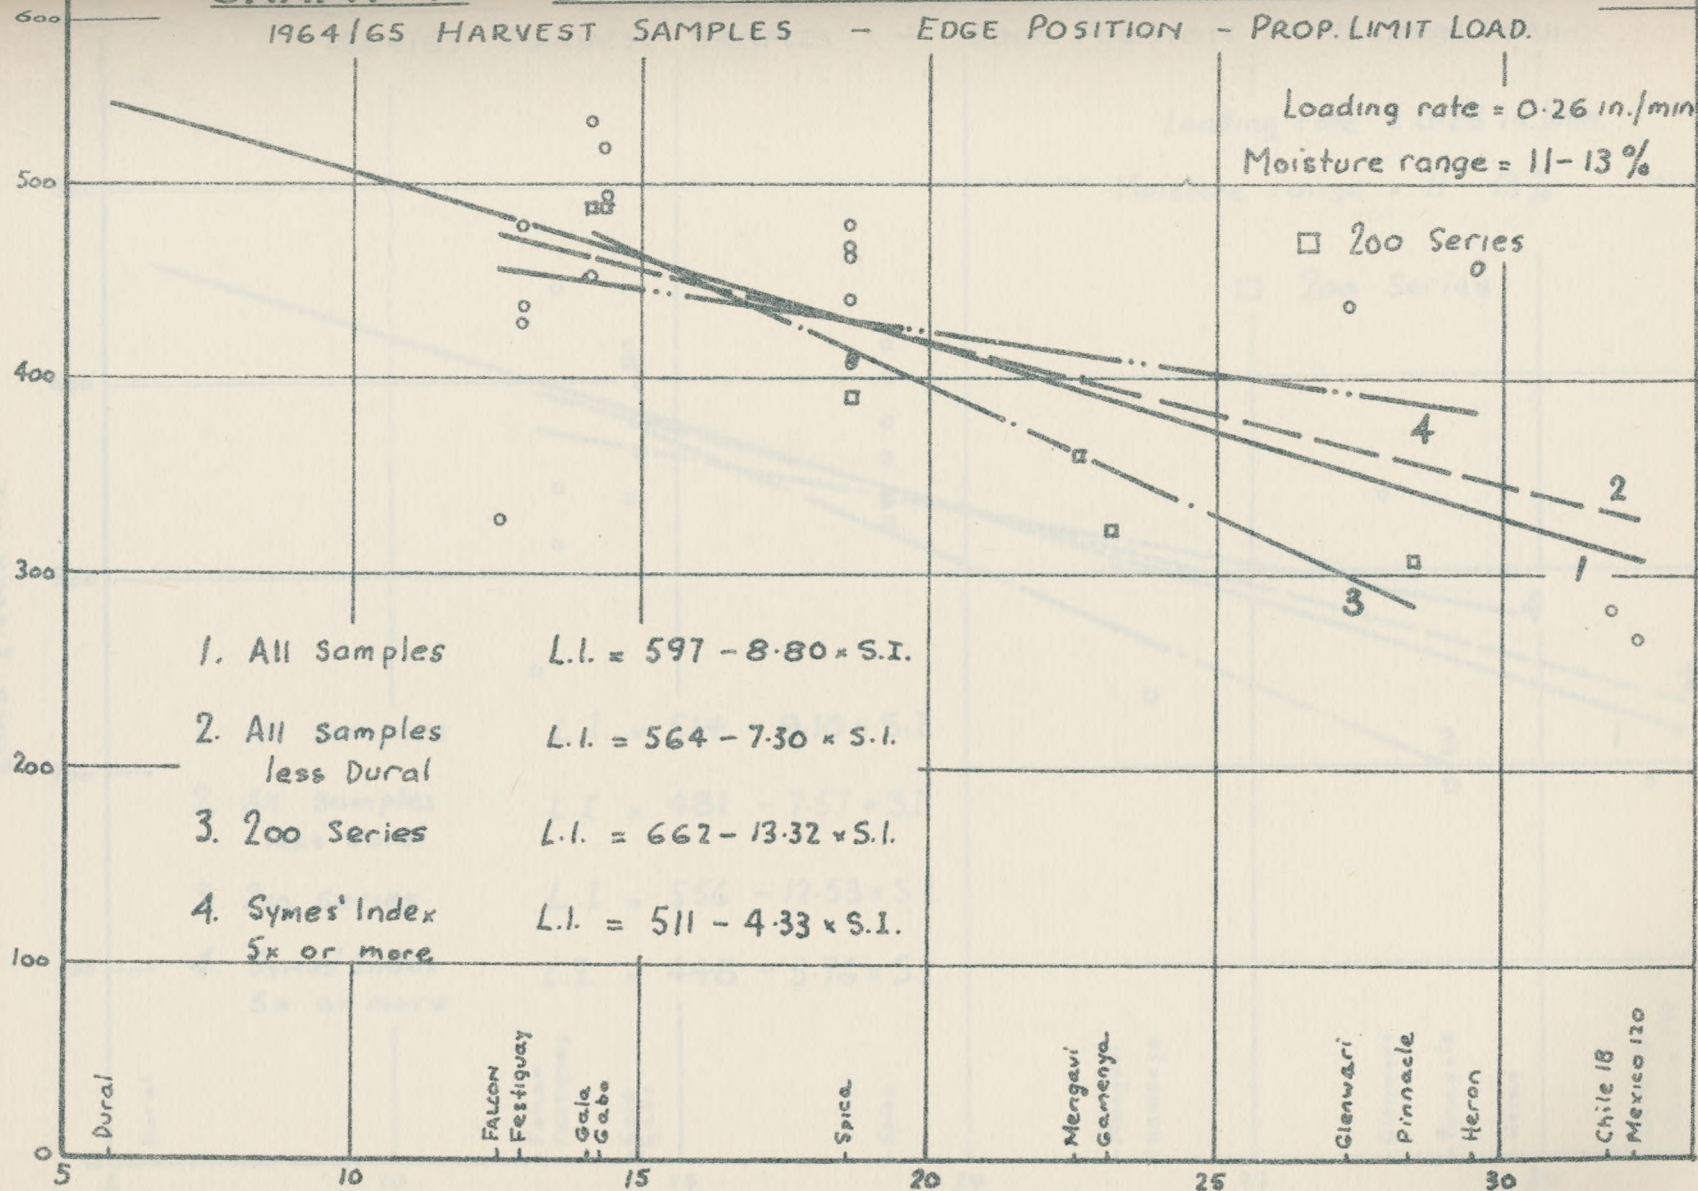 1964/65 HARVEST SAMPLES – EDGE POSITION – PROP. LIMIT LOAD.
Loading rate = 0.26 in./min
Moisture range = 11–13 %
□ 200 Series
600
500
400
300
200
100
0
4
2
1
3
1. All Samples L.I. = 597 – 8.80 × S.I.
2. All Samples L.I. = 564 – 7.30 × S.I.
less Dural
3. 200 Series L.I. = 662 – 13.32 × S.I.
4. Symes' Index L.I. = 511 – 4.33 × S.I.
5x or more
Dural
FALCON
Festiguay
Gala
Gabo
Spica
Mengavi
Gamenya
Glenwari
Pinnacle
Heron
Chile 1B
Mexico 120
5 10 15 20 25 30